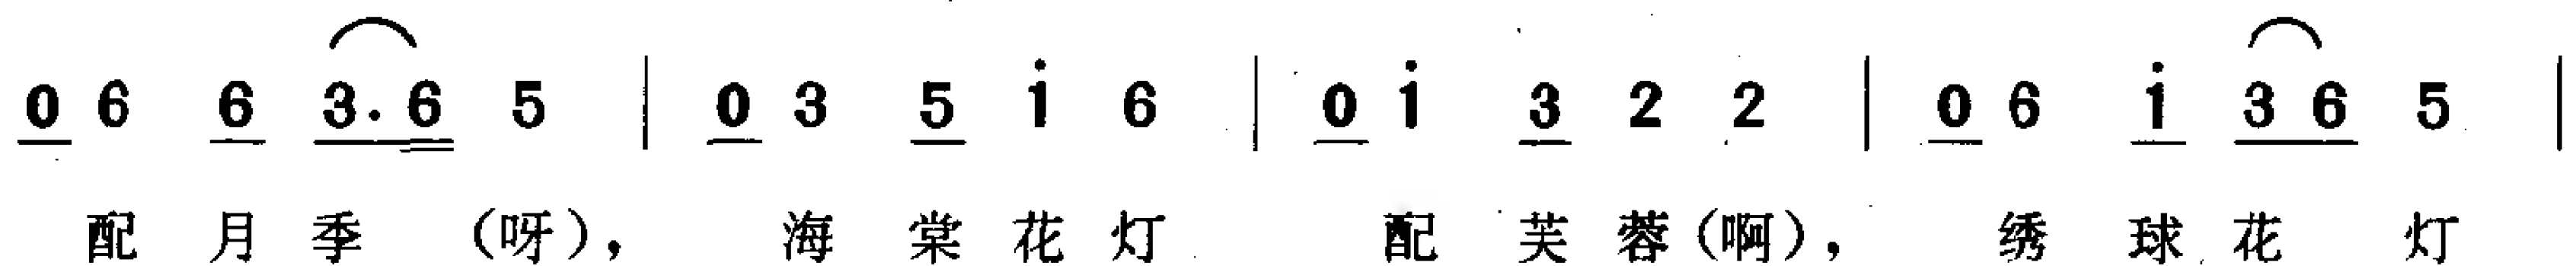 0 6 6 3·6 5 | 0 3 5 i 6 | 0 i 3 2 2 | 0 6 i 3 6 5 |
配 月 季 (呀)， 海 棠 花 灯 配 芙 蓉 (啊)， 绣 球 花 灯